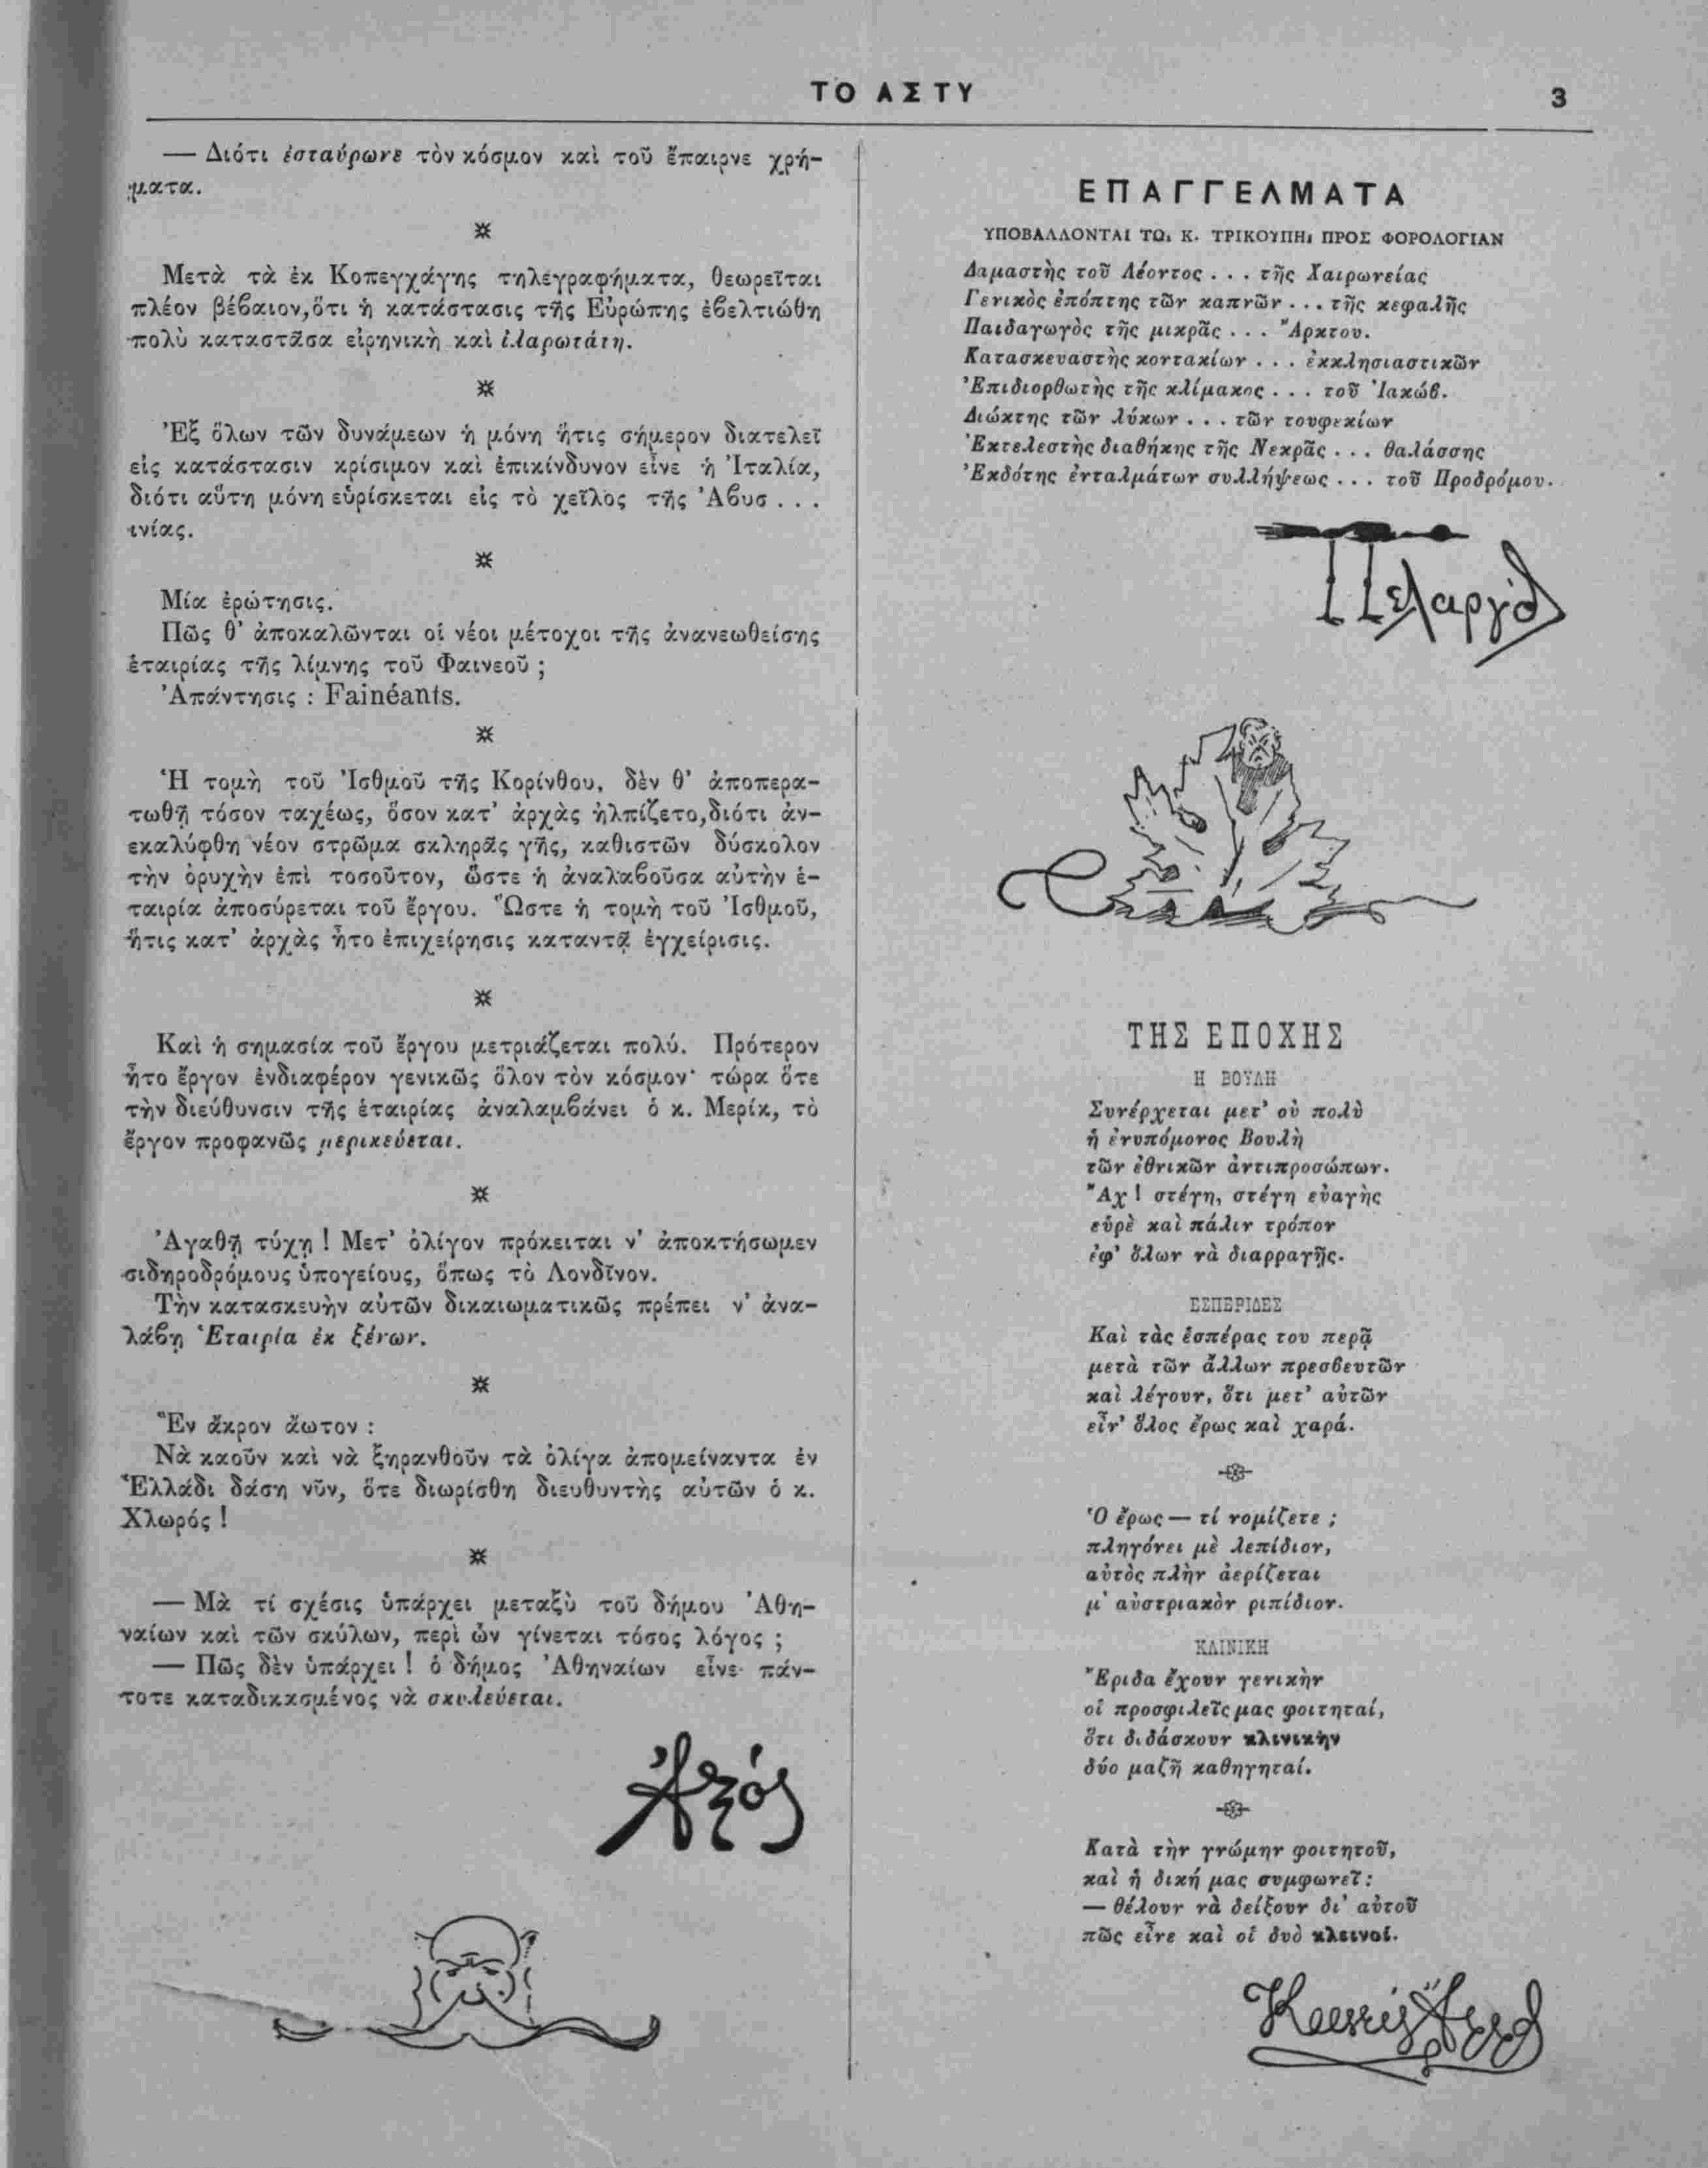 ΤΟ ΑΣΤΥ
3
— Διότι ἐσταύρωνε τὸν κόσμον καὶ τοῦ ἔπαιρνε χρή-
ματα.
Μετὰ τὰ ἐκ Κοπεγχάγης τηλεγραφήματα, θεωρεῖται
πλέον βέβαιον, ὅτι ἡ κατάστασις τῆς Εὐρώπης ἐβελτιώθη
πολὺ καταστᾶσα εἰρηνικὴ καὶ ἱλαρωτάτη.
Ἐξ ὅλων τῶν δυνάμεων ἡ μόνη ἥτις σήμερον διατελεῖ
εἰς κατάστασιν κρίσιμον καὶ ἐπικίνδυνον εἶνε ἡ Ἰταλία,
διότι αὕτη μόνη εὑρίσκεται εἰς τὸ χεῖλος τῆς Ἀβυσ . . .
ινίας.
Μία ἐρώτησις.
Πῶς θ' ἀποκαλῶνται οἱ νέοι μέτοχοι τῆς ἀνανεωθείσης
ἑταιρίας τῆς λίμνης τοῦ Φαινεοῦ ;
Ἀπάντησις : Fainéants.
Ἡ τομὴ τοῦ Ἰσθμοῦ τῆς Κορίνθου, δὲν θ' ἀποπερα-
τωθῇ τόσον ταχέως, ὅσον κατ' ἀρχὰς ἠλπίζετο, διότι ἀν-
εκαλύφθη νέον στρῶμα σκληρᾶς γῆς, καθιστῶν δύσκολον
τὴν ὀρυχὴν ἐπὶ τοσοῦτον, ὥστε ἡ ἀναλαβοῦσα αὐτὴν ἑ-
ταιρία ἀποσύρεται τοῦ ἔργου. Ὥστε ἡ τομὴ τοῦ Ἰσθμοῦ,
ἥτις κατ' ἀρχὰς ἦτο ἐπιχείρησις καταντᾷ ἐγχείρισις.
Καὶ ἡ σημασία τοῦ ἔργου μετριάζεται πολύ. Πρότερον
ἦτο ἔργον ἐνδιαφέρον γενικῶς ὅλον τὸν κόσμον· τώρα ὅτε
τὴν διεύθυνσιν τῆς ἑταιρίας ἀναλαμβάνει ὁ κ. Μερίκ, τὸ
ἔργον προφανῶς μερικεύεται.
Ἀγαθῇ τύχῃ ! Μετ' ὀλίγον πρόκειται ν' ἀποκτήσωμεν
σιδηροδρόμους ὑπογείους, ὅπως τὸ Λονδῖνον.
Τὴν κατασκευὴν αὐτῶν δικαιωματικῶς πρέπει ν' ἀνα-
λάβῃ Ἑταιρία ἐκ ξένων.
Ἓν ἄκρον ἄωτον :
Νὰ καοῦν καὶ νὰ ξηρανθοῦν τὰ ὀλίγα ἀπομείναντα ἐν
Ἑλλάδι δάση νῦν, ὅτε διωρίσθη διευθυντὴς αὐτῶν ὁ κ.
Χλωρός !
— Μὰ τί σχέσις ὑπάρχει μεταξὺ τοῦ δήμου Ἀθη-
ναίων καὶ τῶν σκύλων, περὶ ὧν γίνεται τόσος λόγος ;
— Πῶς δὲν ὑπάρχει ! ὁ δήμος Ἀθηναίων εἶνε πάν-
τοτε καταδικασμένος νὰ σκυλεύεται.
ΕΠΑΓΓΕΛΜΑΤΑ
ΥΠΟΒΑΛΛΟΝΤΑΙ ΤΩι Κ. ΤΡΙΚΟΥΠΗι ΠΡΟΣ ΦΟΡΟΛΟΓΙΑΝ
Δαμαστὴς τοῦ Λέοντος . . . τῆς Χαιρωνείας
Γενικὸς ἐπόπτης τῶν καπνῶν . . . τῆς κεφαλῆς
Παιδαγωγὸς τῆς μικρᾶς . . . Ἄρκτου.
Κατασκευαστὴς κοντακίων . . . ἐκκλησιαστικῶν
Ἐπιδιορθωτὴς τῆς κλίμακος . . . τοῦ Ἰακώβ.
Διώκτης τῶν λύκων . . . τῶν τουφεκίων
Ἐκτελεστὴς διαθήκης τῆς Νεκρᾶς . . . θαλάσσης
Ἐκδότης ἐνταλμάτων συλλήψεως . . . τοῦ Προδρόμου.
Πελαργὸς
ΤΗΣ ΕΠΟΧΗΣ
Η ΒΟΥΛΗ
Συνέρχεται μετ' οὐ πολὺ
ἡ ἐνυπόμονος Βουλὴ
τῶν ἐθνικῶν ἀντιπροσώπων.
Ἄχ ! στέγη, στέγη εὐαγὴς
εὑρὲ καὶ πάλιν τρόπον
ἐφ' ὅλων νὰ διαρραγῇς.
ΕΣΠΕΡΙΔΕΣ
Καὶ τὰς ἑσπέρας του περᾷ
μετὰ τῶν ἄλλων πρεσβευτῶν
καὶ λέγουν, ὅτι μετ' αὐτῶν
εἶν' ὅλος ἔρως καὶ χαρά.
Ὁ ἔρως — τί νομίζετε ;
πληγόνει μὲ λεπίδιον,
αὐτὸς πλὴν ἀερίζεται
μ' αὐστριακὸν ριπίδιον.
ΚΛΙΝΙΚΗ
Ἔριδα ἔχουν γενικὴν
οἱ προσφιλεῖς μας φοιτηταί,
ὅτι διδάσκουν κλινικὴν
δύο μαζῆ καθηγηταί.
Κατὰ τὴν γνώμην φοιτητοῦ,
καὶ ἡ δική μας συμφωνεῖ :
— θέλουν νὰ δείξουν δι' αὐτοῦ
πῶς εἶνε καὶ οἱ δυὸ κλεινοί.